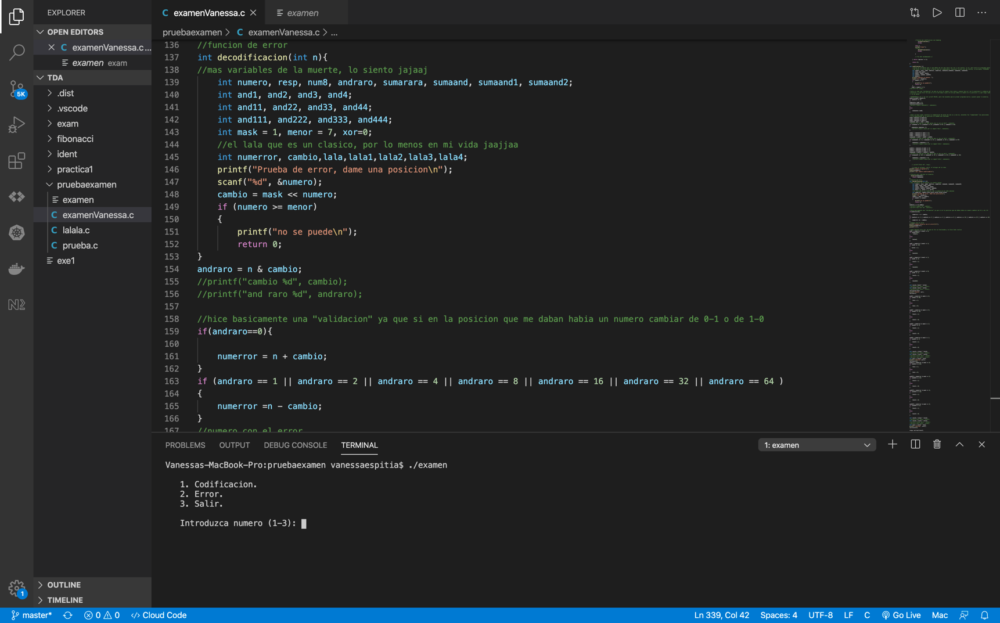 EXPLORER
OPEN EDITORS
examenVanessa.c...
examen exam
TDA
.dist
.vscode
exam
fibonacci
ident
practica1
pruebaexamen
examen
examenVanessa.c
lalala.c
prueba.c
exe1
OUTLINE
TIMELINE
5K
1
examenVanessa.c
examen
pruebaexamen > C examenVanessa.c > ...
136 //funcion de error
137 int decodificacion(int n){
138 //mas variables de la muerte, lo siento jajaaj
139 int numero, resp, num8, andraro, sumarara, sumaand, sumaand1, sumaand2;
140 int and1, and2, and3, and4;
141 int and11, and22, and33, and44;
142 int and111, and222, and333, and444;
143 int mask = 1, menor = 7, xor=0;
144 //el lala que es un clasico, por lo menos en mi vida jaajjaa
145 int numerror, cambio,lala,lala1,lala2,lala3,lala4;
146 printf("Prueba de error, dame una posicion\n");
147 scanf("%d", &numero);
148 cambio = mask << numero;
149 if (numero >= menor)
150 {
151 printf("no se puede\n");
152 return 0;
153 }
154 andraro = n & cambio;
155 //printf("cambio %d", cambio);
156 //printf("and raro %d", andraro);
157
158 //hice basicamente una "validacion" ya que si en la posicion que me daban habia un numero cambiar de 0-1 o de 1-0
159 if(andraro==0){
160
161 numerror = n + cambio;
162 }
163 if (andraro == 1 || andraro == 2 || andraro == 4 || andraro == 8 || andraro == 16 || andraro == 32 || andraro == 64 )
164 {
165 numerror =n - cambio;
166 }
167 //numero con el error
PROBLEMS OUTPUT DEBUG CONSOLE TERMINAL
1: examen
Vanessas-MacBook-Pro:pruebaexamen vanessaespitia$ ./examen
1. Codificacion.
2. Error.
3. Salir.
Introduzca numero (1-3):
master* 0 0 Cloud Code Ln 339, Col 42 Spaces: 4 UTF-8 LF C Go Live Mac